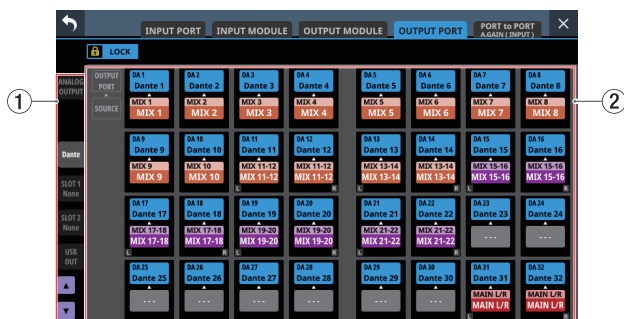 INPUT PORT INPUT MODULE OUTPUT MODULE OUTPUT PORT PORT to PORT A.GAIN ( INPUT )
LOCK
ANALOG OUTPUT
OUTPUT PORT
SOURCE
DA 1 DA 2 DA 3 DA 4 DA 5 DA 6 DA 7 DA 8
Dante 1 Dante 2 Dante 3 Dante 4 Dante 5 Dante 6 Dante 7 Dante 8
MIX 1 MIX 2 MIX 3 MIX 4 MIX 5 MIX 6 MIX 7 MIX 8
MIX 1 MIX 2 MIX 3 MIX 4 MIX 5 MIX 6 MIX 7 MIX 8
1 2
Dante
DA 9 DA 10 DA 11 DA 12 DA 13 DA 14 DA 15 DA 16
Dante 9 Dante 10 Dante 11 Dante 12 Dante 13 Dante 14 Dante 15 Dante 16
MIX 9 MIX 10 MIX 11-12 MIX 11-12 MIX 13-14 MIX 13-14 MIX 15-16 MIX 15-16
MIX 9 MIX 10 MIX 11-12 MIX 11-12 MIX 13-14 MIX 13-14 MIX 15-16 MIX 15-16
L R L R L R
SLOT 1
None
DA 17 DA 18 DA 19 DA 20 DA 21 DA 22 DA 23 DA 24
Dante 17 Dante 18 Dante 19 Dante 20 Dante 21 Dante 22 Dante 23 Dante 24
SLOT 2
None
MIX 17-18 MIX 17-18 MIX 19-20 MIX 19-20 MIX 21-22 MIX 21-22
MIX 17-18 MIX 17-18 MIX 19-20 MIX 19-20 MIX 21-22 MIX 21-22 --- ---
L R L R L R
USB
OUT
DA 25 DA 26 DA 27 DA 28 DA 29 DA 30 DA 31 DA 32
Dante 25 Dante 26 Dante 27 Dante 28 Dante 29 Dante 30 Dante 31 Dante 32
--- --- --- --- --- --- MAIN L/R MAIN L/R
MAIN L/R MAIN L/R
L R